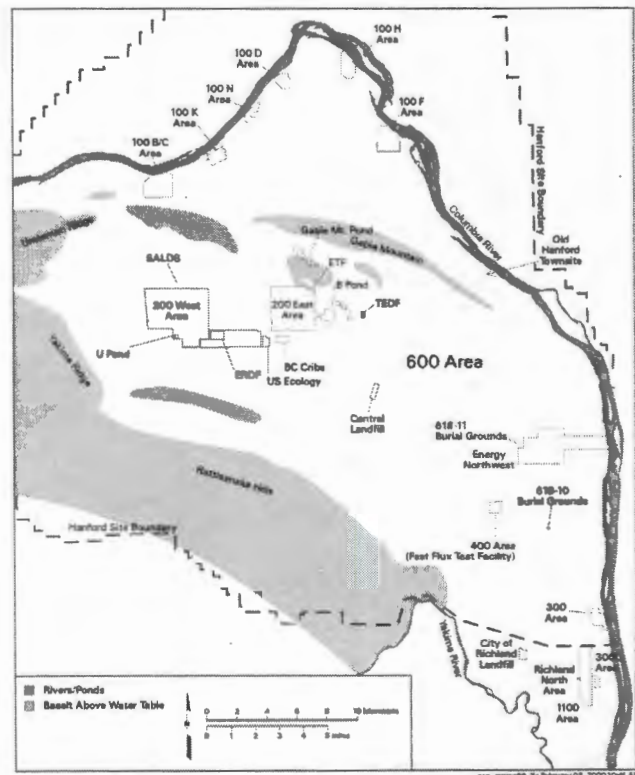 100 H
Area
100 D
Area
100 N
Area
100 K
Area
100 B/C
Area
100 F
Area
Hanford Site Boundary
Columbia River
Old
Hanford
Townsite
Gable Mt. Pond
Gable Mountain
ETF
B Pond
200 East
Area
TEDF
SALDS
200 West
Area
U Pond
ERDF
BC Cribs
US Ecology
Yakima Ridge
600 Area
Central
Landfill
618-11
Burial Grounds
Energy
Northwest
618-10
Burial Grounds
400 Area
(Fast Flux Test Facility)
Rattlesnake Hills
Hanford Site Boundary
300
Area
City of
Richland
Landfill
Yakima River
Richland
North
Area
1100
Area
Area
Rivers/Ponds
Basalt Above Water Table
0 2 4 6 8 10 kilometers
0 1 2 3 4 5 miles